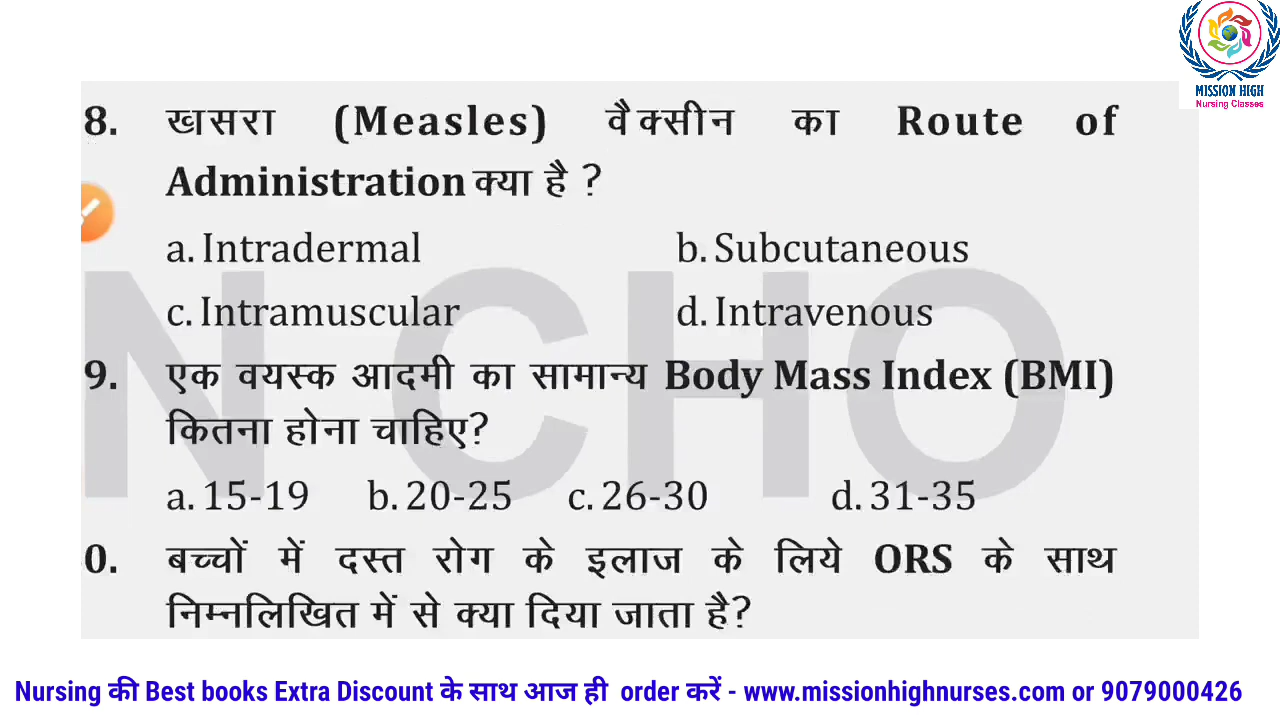 MISSION HIGH
Nursing Classes
8. खसरा (Measles) वैक्सीन का Route of
Administration क्या है ?
a. Intradermal b. Subcutaneous
c. Intramuscular d. Intravenous
N CHO
9. एक वयस्क आदमी का सामान्य Body Mass Index (BMI)
कितना होना चाहिए?
a. 15-19 b. 20-25 c. 26-30 d. 31-35
0. बच्चों में दस्त रोग के इलाज के लिये ORS के साथ
निम्नलिखित में से क्या दिया जाता है?
Nursing की Best books Extra Discount के साथ आज ही order करें - www.missionhighnurses.com or 9079000426